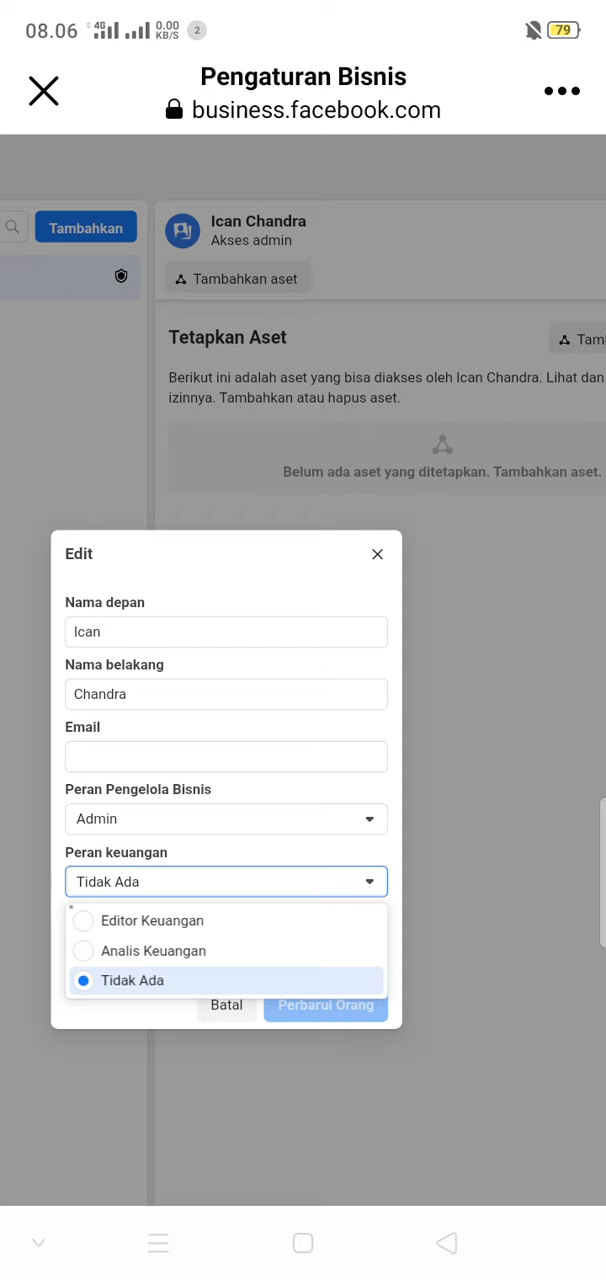 08.06 4G 0.00 KB/S 2 79
Pengaturan Bisnis
business.facebook.com
Tambahkan
Ican Chandra
Akses admin
Tambahkan aset
Tetapkan Aset
Tam
Berikut ini adalah aset yang bisa diakses oleh Ican Chandra. Lihat dan
izinnya. Tambahkan atau hapus aset.
Belum ada aset yang ditetapkan. Tambahkan aset.
Edit
Nama depan
Ican
Nama belakang
Chandra
Email
Peran Pengelola Bisnis
Admin
Peran keuangan
Tidak Ada
Editor Keuangan
Analis Keuangan
Tidak Ada
Batal
Perbarui Orang